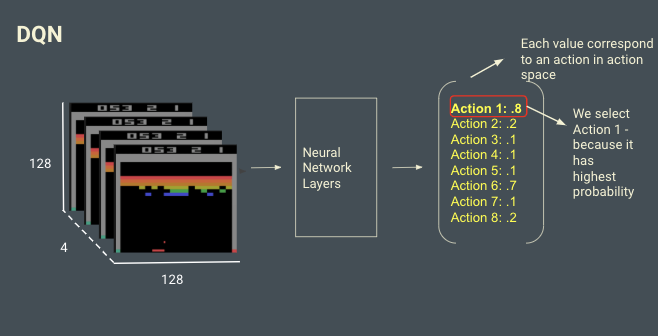 DQN
Each value correspond
to an action in action
space
053 2 1
053 2 1
053 2 1
053 2 1
128
4
128
Neural
Network
Layers
Action 1: .8
Action 2: .2
Action 3: .1
Action 4: .1
Action 5: .1
Action 6: .7
Action 7: .1
Action 8: .2
We select
Action 1 -
because it
has
highest
probability